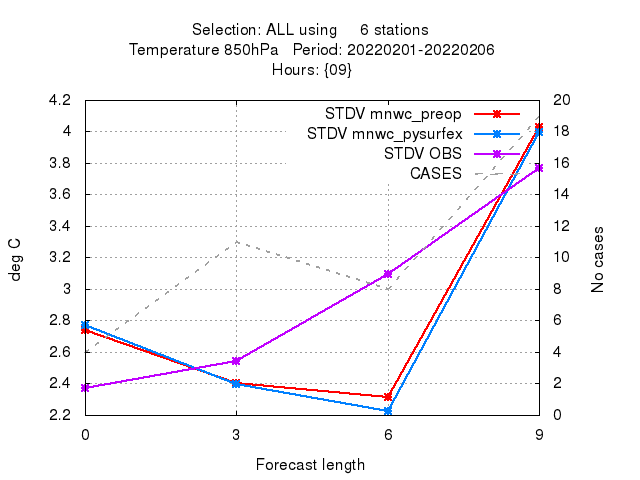 Selection: ALL using 6 stations
Temperature 850hPa Period: 20220201-20220206
Hours: {09}
4.2
4
3.8
3.6
3.4
3.2
3
2.8
2.6
2.4
2.2
deg C
STDV mnwc_preop
STDV mnwc_pysurfex
STDV OBS
CASES
20
18
16
14
12
10
8
6
4
2
0
No cases
0 3 6 9
Forecast length